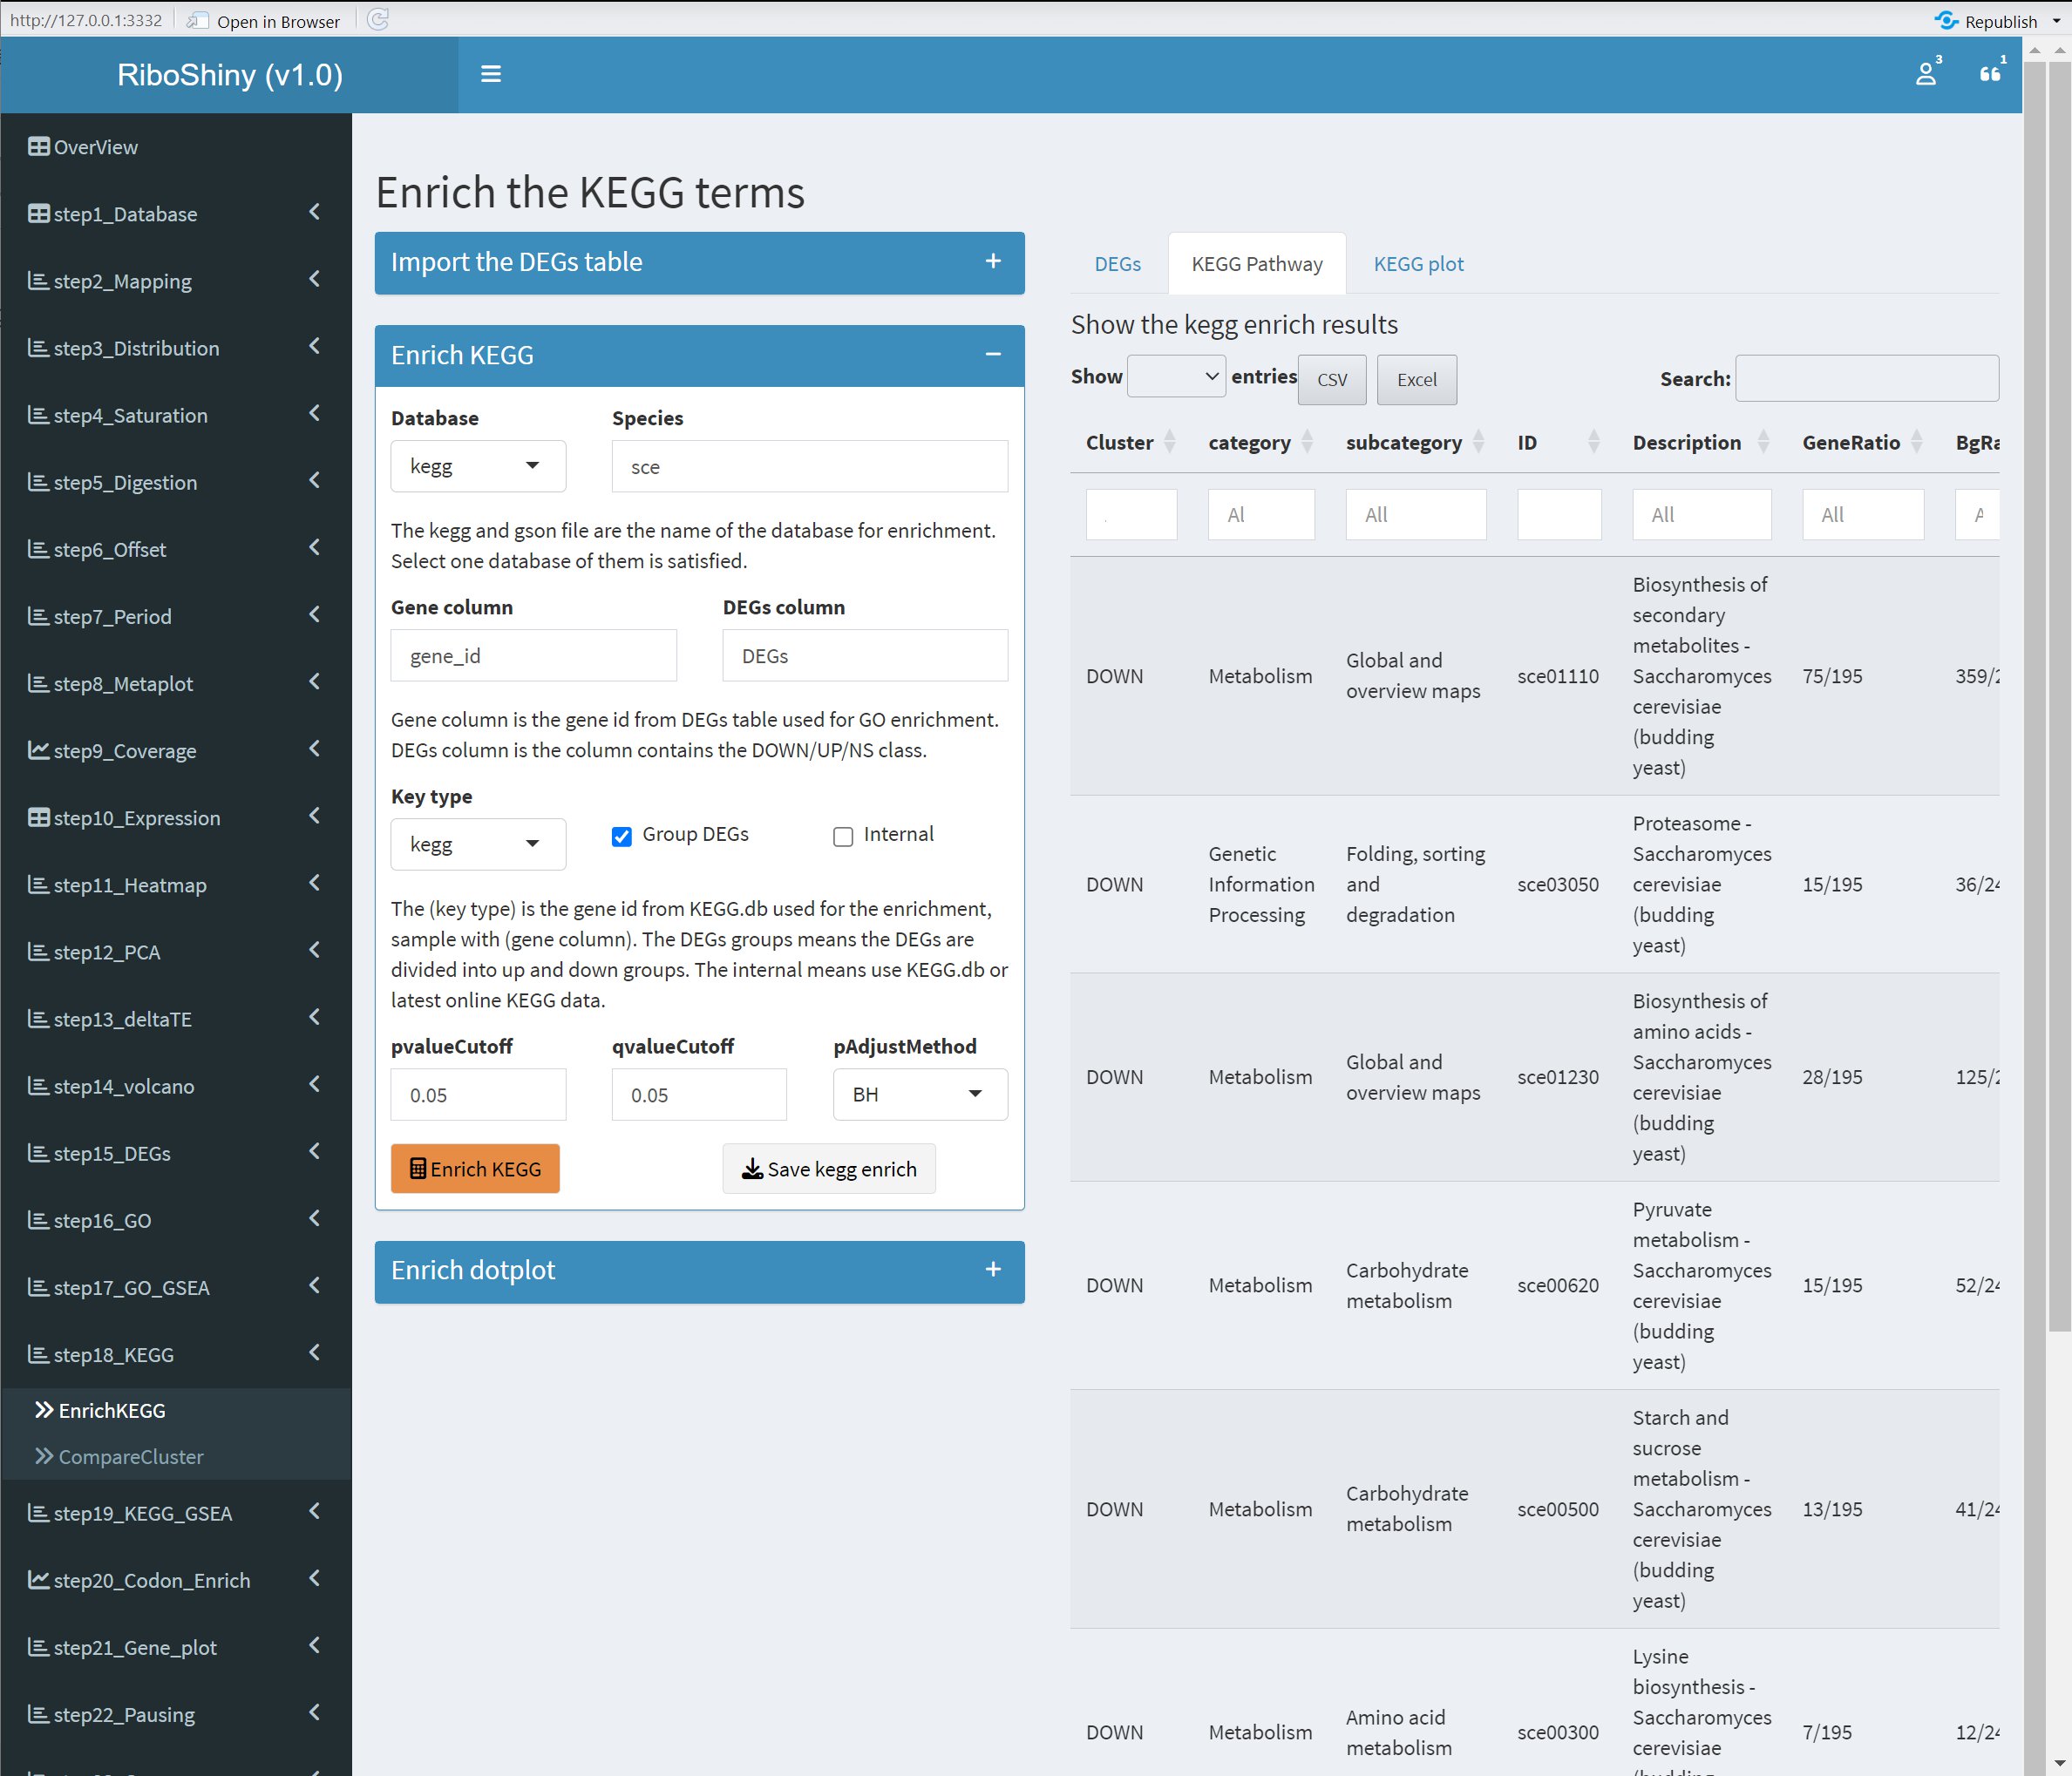 http://127.0.0.1:3332
Open in Browser
Republish
RiboShiny (v1.0)
3
1
OverView
step1_Database
step2_Mapping
step3_Distribution
step4_Saturation
step5_Digestion
step6_Offset
step7_Period
step8_Metaplot
step9_Coverage
step10_Expression
step11_Heatmap
step12_PCA
step13_deltaTE
step14_volcano
step15_DEGs
step16_GO
step17_GO_GSEA
step18_KEGG
EnrichKEGG
CompareCluster
step19_KEGG_GSEA
step20_Codon_Enrich
step21_Gene_plot
step22_Pausing
Enrich the KEGG terms
Import the DEGs table
Enrich KEGG
Database
Species
kegg
sce
The kegg and gson file are the name of the database for enrichment.
Select one database of them is satisfied.
Gene column
DEGs column
gene_id
DEGs
Gene column is the gene id from DEGs table used for GO enrichment.
DEGs column is the column contains the DOWN/UP/NS class.
Key type
kegg
Group DEGs
Internal
The (key type) is the gene id from KEGG.db used for the enrichment,
sample with (gene column). The DEGs groups means the DEGs are
divided into up and down groups. The internal means use KEGG.db or
latest online KEGG data.
pvalueCutoff
qvalueCutoff
pAdjustMethod
0.05
0.05
BH
Enrich KEGG
Save kegg enrich
Enrich dotplot
DEGs
KEGG Pathway
KEGG plot
Show the kegg enrich results
Show
entries
CSV
Excel
Search:
Cluster
category
subcategory
ID
Description
GeneRatio
BgRa
Al
All
All
All
DOWN
Metabolism
Global and
overview maps
sce01110
Biosynthesis of
secondary
metabolites -
Saccharomyces
cerevisiae
(budding
yeast)
75/195
359/2
DOWN
Genetic
Information
Processing
Folding, sorting
and
degradation
sce03050
Proteasome -
Saccharomyces
cerevisiae
(budding
yeast)
15/195
36/24
DOWN
Metabolism
Global and
overview maps
sce01230
Biosynthesis of
amino acids -
Saccharomyces
cerevisiae
(budding
yeast)
28/195
125/2
DOWN
Metabolism
Carbohydrate
metabolism
sce00620
Pyruvate
metabolism -
Saccharomyces
cerevisiae
(budding
yeast)
15/195
52/24
DOWN
Metabolism
Carbohydrate
metabolism
sce00500
Starch and
sucrose
metabolism -
Saccharomyces
cerevisiae
(budding
yeast)
13/195
41/24
DOWN
Metabolism
Amino acid
metabolism
sce00300
Lysine
biosynthesis -
Saccharomyces
cerevisiae
7/195
12/24